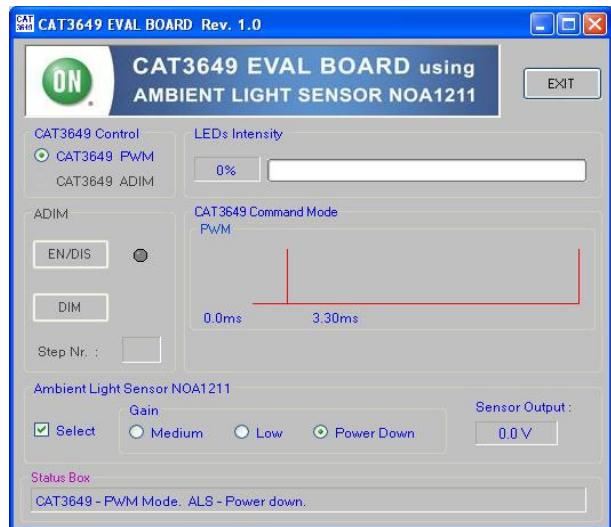 CAT
3649
CAT3649 EVAL BOARD Rev. 1.0
ON
CAT3649 EVAL BOARD using
AMBIENT LIGHT SENSOR NOA1211
EXIT
CAT3649 Control
CAT3649 PWM
CAT3649 ADIM
LEDs Intensity
0%
ADIM
EN/DIS
DIM
Step Nr. :
CAT3649 Command Mode
PWM
0.0ms 3.30ms
Ambient Light Sensor NOA1211
Select
Gain
Medium Low Power Down
Sensor Output :
0.0 V
Status Box
CAT3649 - PWM Mode. ALS - Power down.